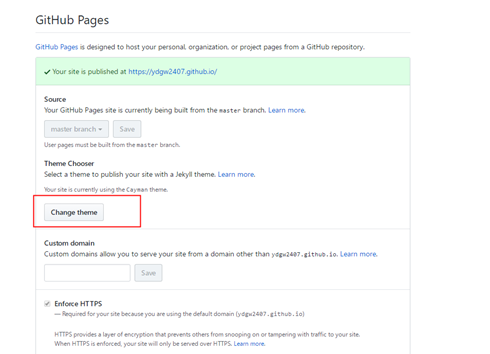 GitHub Pages
GitHub Pages is designed to host your personal, organization, or project pages from a GitHub repository.
✓ Your site is published at https://ydgw2407.github.io/
Source
Your GitHub Pages site is currently being built from the master branch. Learn more.
master branch
Save
User pages must be built from the master branch.
Theme Chooser
Select a theme to publish your site with a Jekyll theme. Learn more.
Your site is currently using the Cayman theme.
Change theme
Custom domain
Custom domains allow you to serve your site from a domain other than ydgw2407.github.io. Learn more.
Save
Enforce HTTPS
— Required for your site because you are using the default domain (ydgw2407.github.io)
HTTPS provides a layer of encryption that prevents others from snooping on or tampering with traffic to your site.
When HTTPS is enforced, your site will only be served over HTTPS. Learn more.